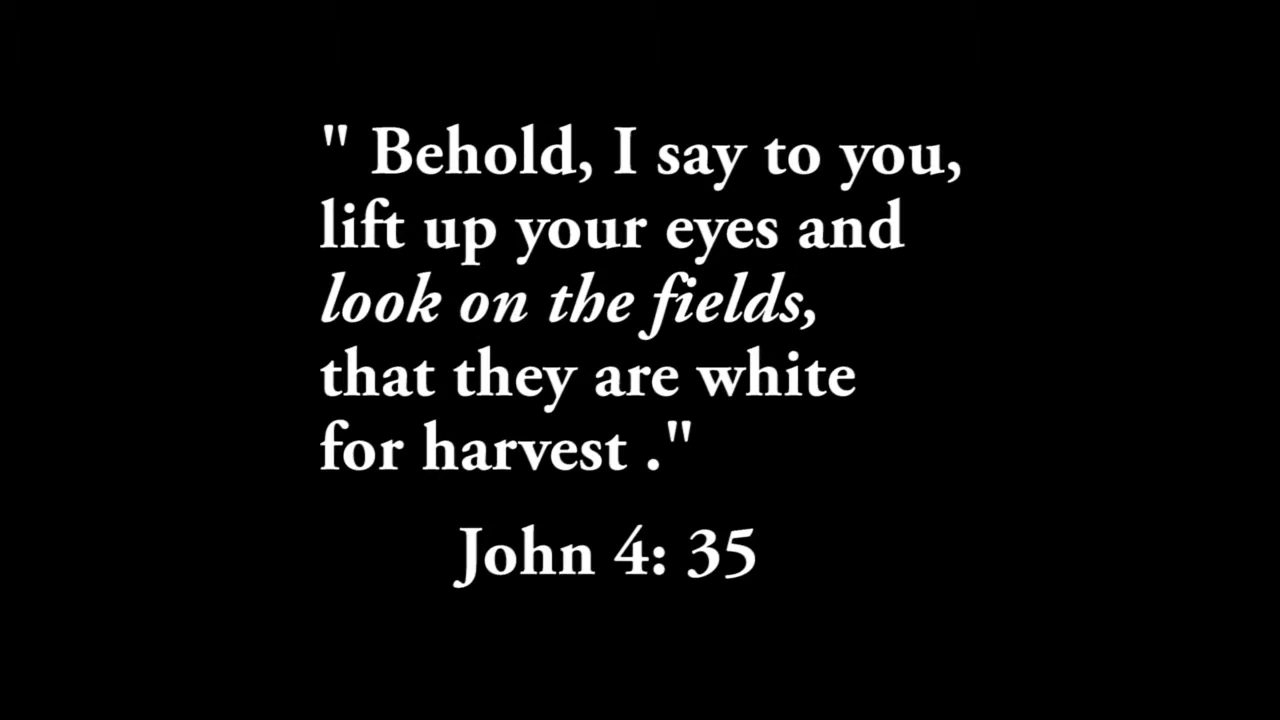 " Behold, I say to you,
lift up your eyes and
look on the fields,
that they are white
for harvest ."
John 4: 35